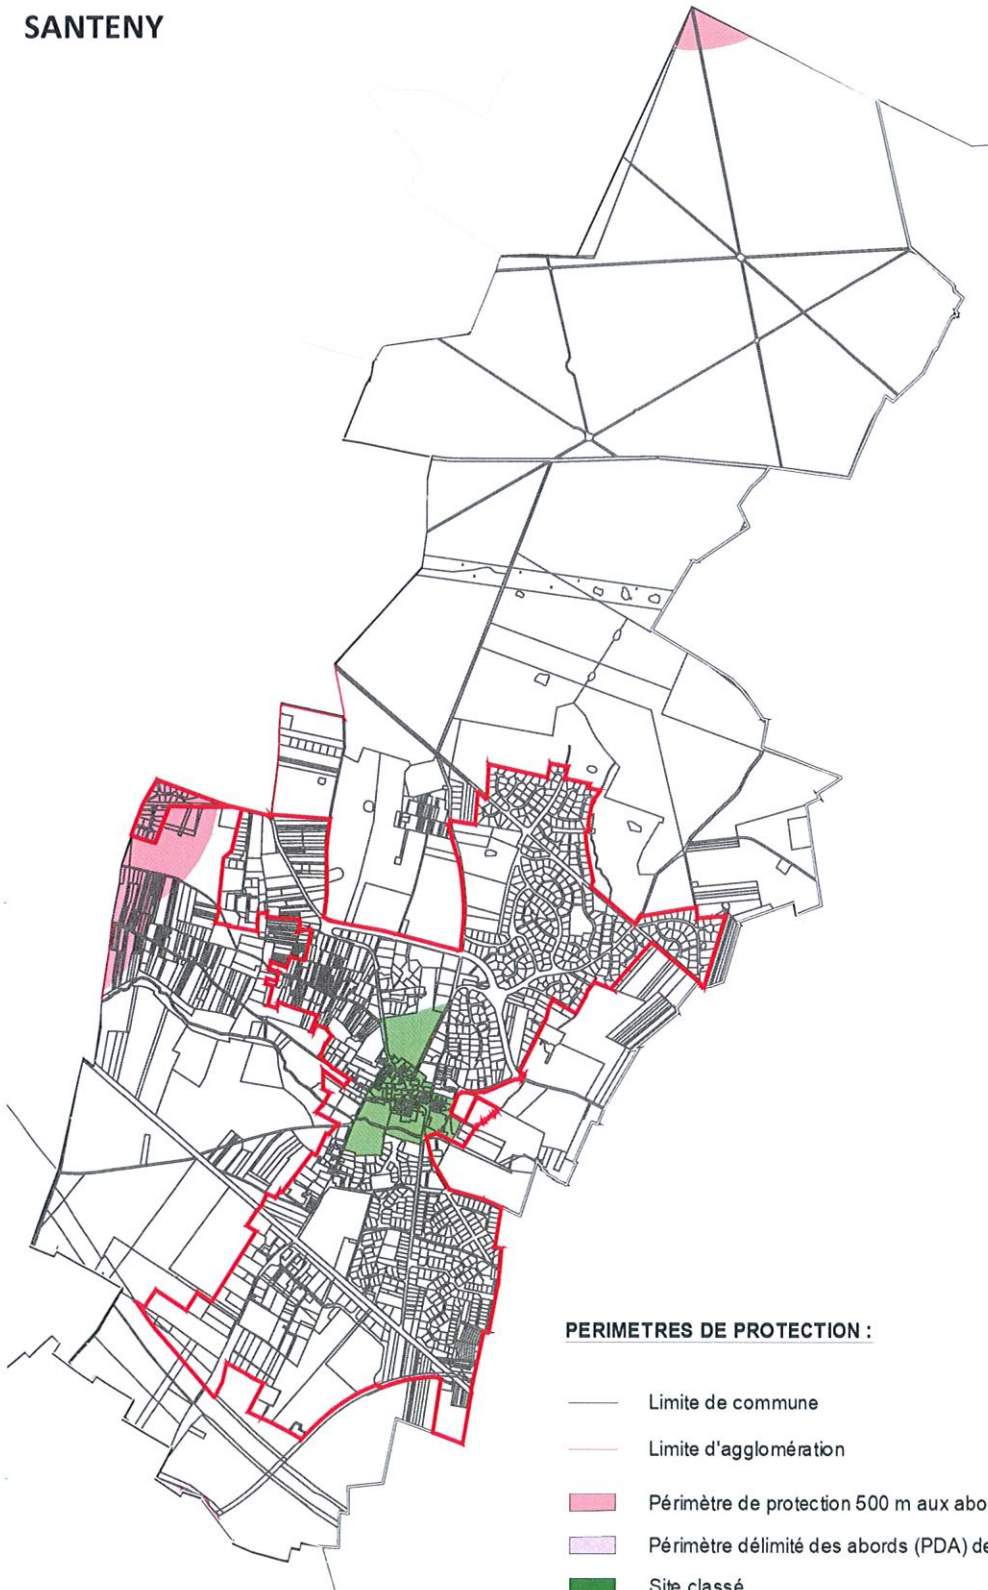 SANTENY
PERIMETRES DE PROTECTION :
Limite de commune
Limite d'agglomération
Périmètre de protection 500 m aux abo
Périmètre délimité des abords (PDA) de
Site classé